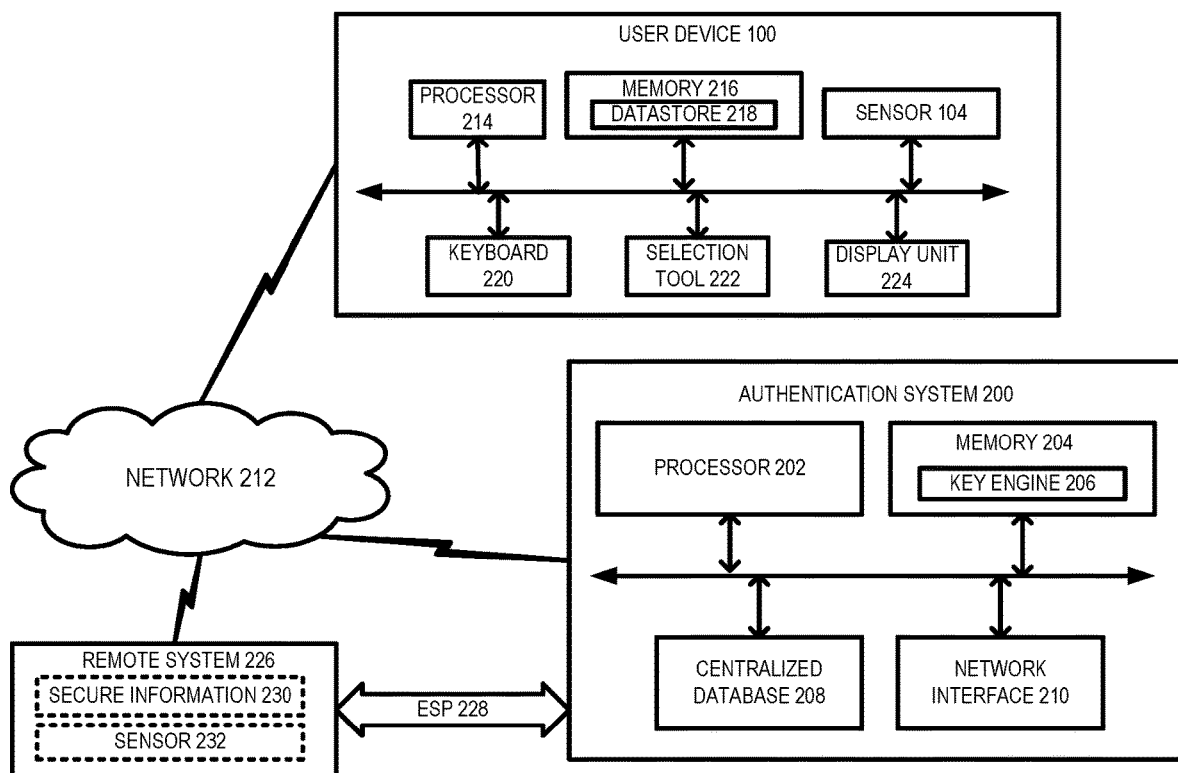 USER DEVICE 100
PROCESSOR
214
MEMORY 216
DATASTORE 218
SENSOR 104
KEYBOARD
220
SELECTION
TOOL 222
DISPLAY UNIT
224
NETWORK 212
AUTHENTICATION SYSTEM 200
PROCESSOR 202
MEMORY 204
KEY ENGINE 206
CENTRALIZED
DATABASE 208
NETWORK
INTERFACE 210
REMOTE SYSTEM 226
SECURE INFORMATION 230
SENSOR 232
ESP 228